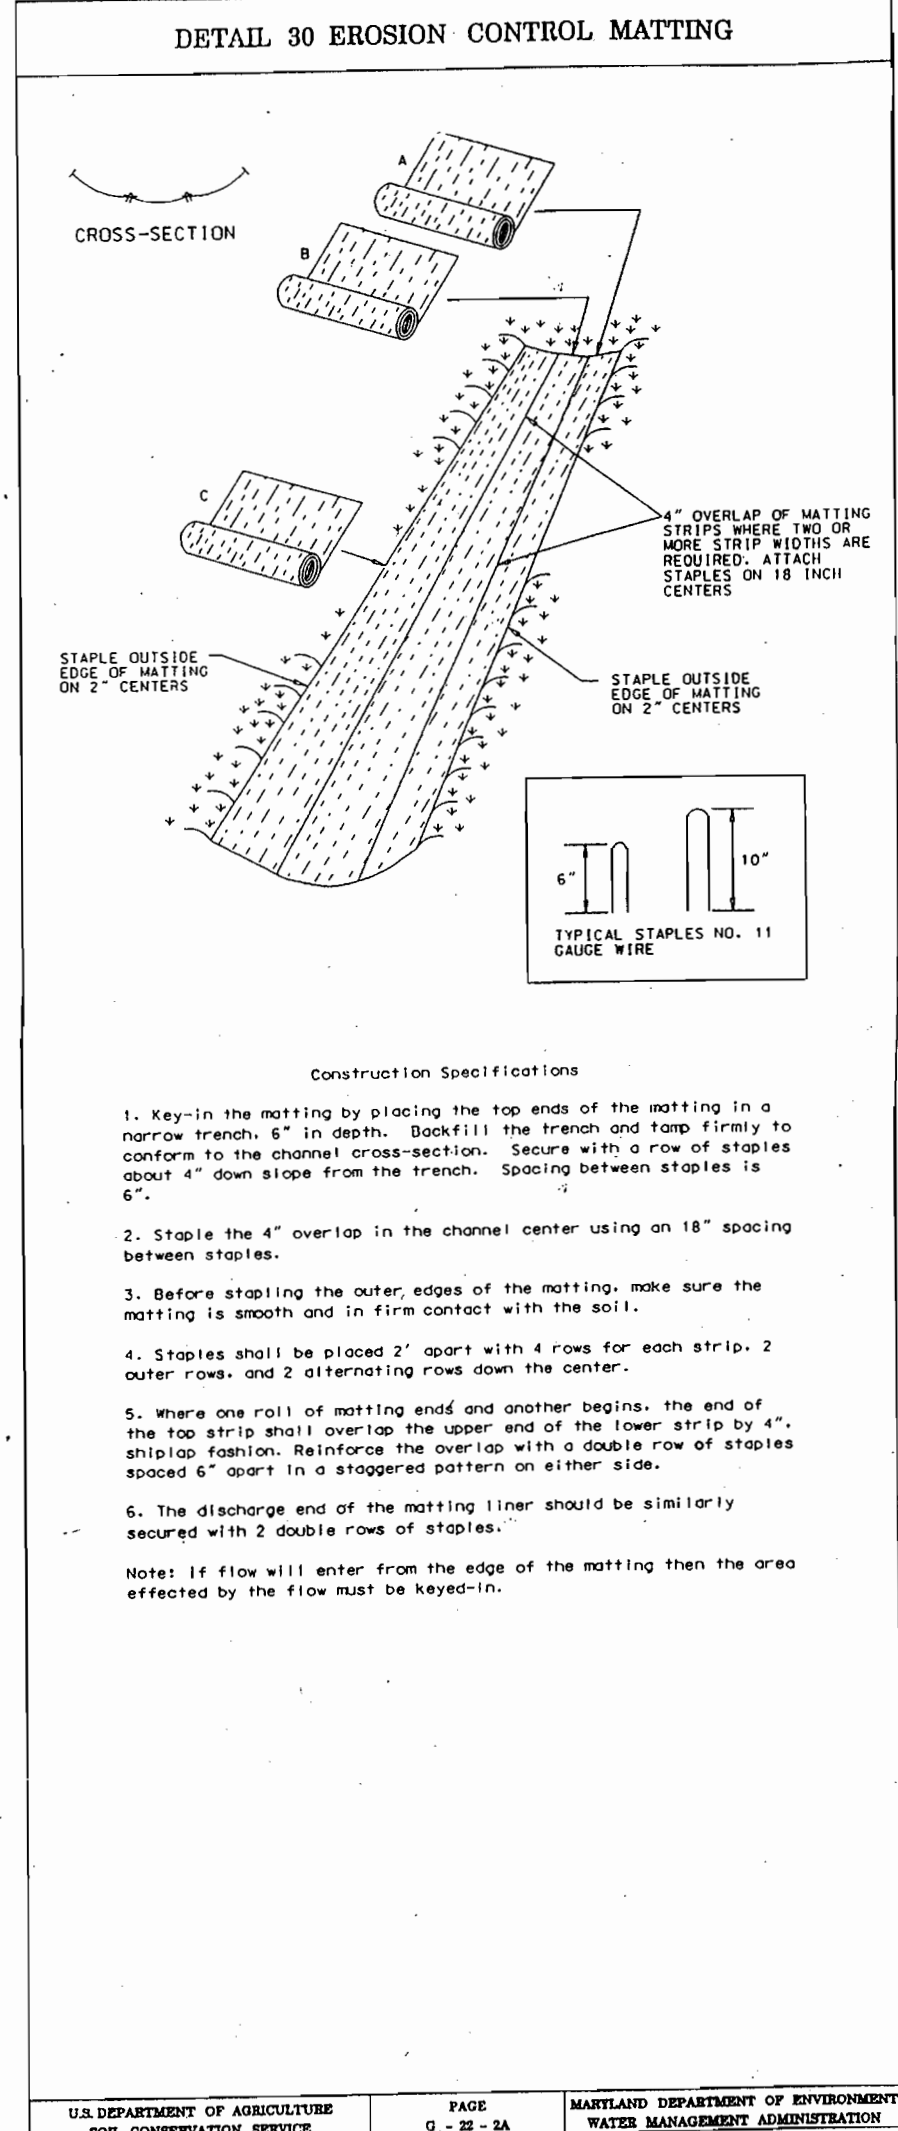 DETAIL 30 EROSION CONTROL MATTING
A
CROSS-SECTION
B
C
4" OVERLAP OF MATTING
STRIPS WHERE TWO OR
MORE STRIP WIDTHS ARE
REQUIRED. ATTACH
STAPLES ON 18 INCH
CENTERS
STAPLE OUTSIDE
EDGE OF MATTING
ON 2" CENTERS
STAPLE OUTSIDE
EDGE OF MATTING
ON 2" CENTERS
6"
10"
TYPICAL STAPLES NO. 11
GAUGE WIRE
Construction Specifications
1. Key-in the matting by placing the top ends of the matting in a
narrow trench, 6" in depth. Backfill the trench and tamp firmly to
conform to the channel cross-section. Secure with a row of staples
about 4" down slope from the trench. Spacing between staples is
6".
2. Staple the 4" overlap in the channel center using an 18" spacing
between staples.
3. Before stapling the outer edges of the matting, make sure the
matting is smooth and in firm contact with the soil.
4. Staples shall be placed 2' apart with 4 rows for each strip, 2
outer rows, and 2 alternating rows down the center.
5. Where one roll of matting ends and another begins, the end of
the top strip shall overlap the upper end of the lower strip by 4",
shiplap fashion. Reinforce the overlap with a double row of staples
spaced 6" apart in a staggered pattern on either side.
6. The discharge end of the matting liner should be similarly
secured with 2 double rows of staples.
Note: If flow will enter from the edge of the matting then the area
effected by the flow must be keyed-in.
U.S. DEPARTMENT OF AGRICULTURE
SOIL CONSERVATION SERVICE
PAGE
G - 22 - 2A
MARYLAND DEPARTMENT OF ENVIRONMENT
WATER MANAGEMENT ADMINISTRATION